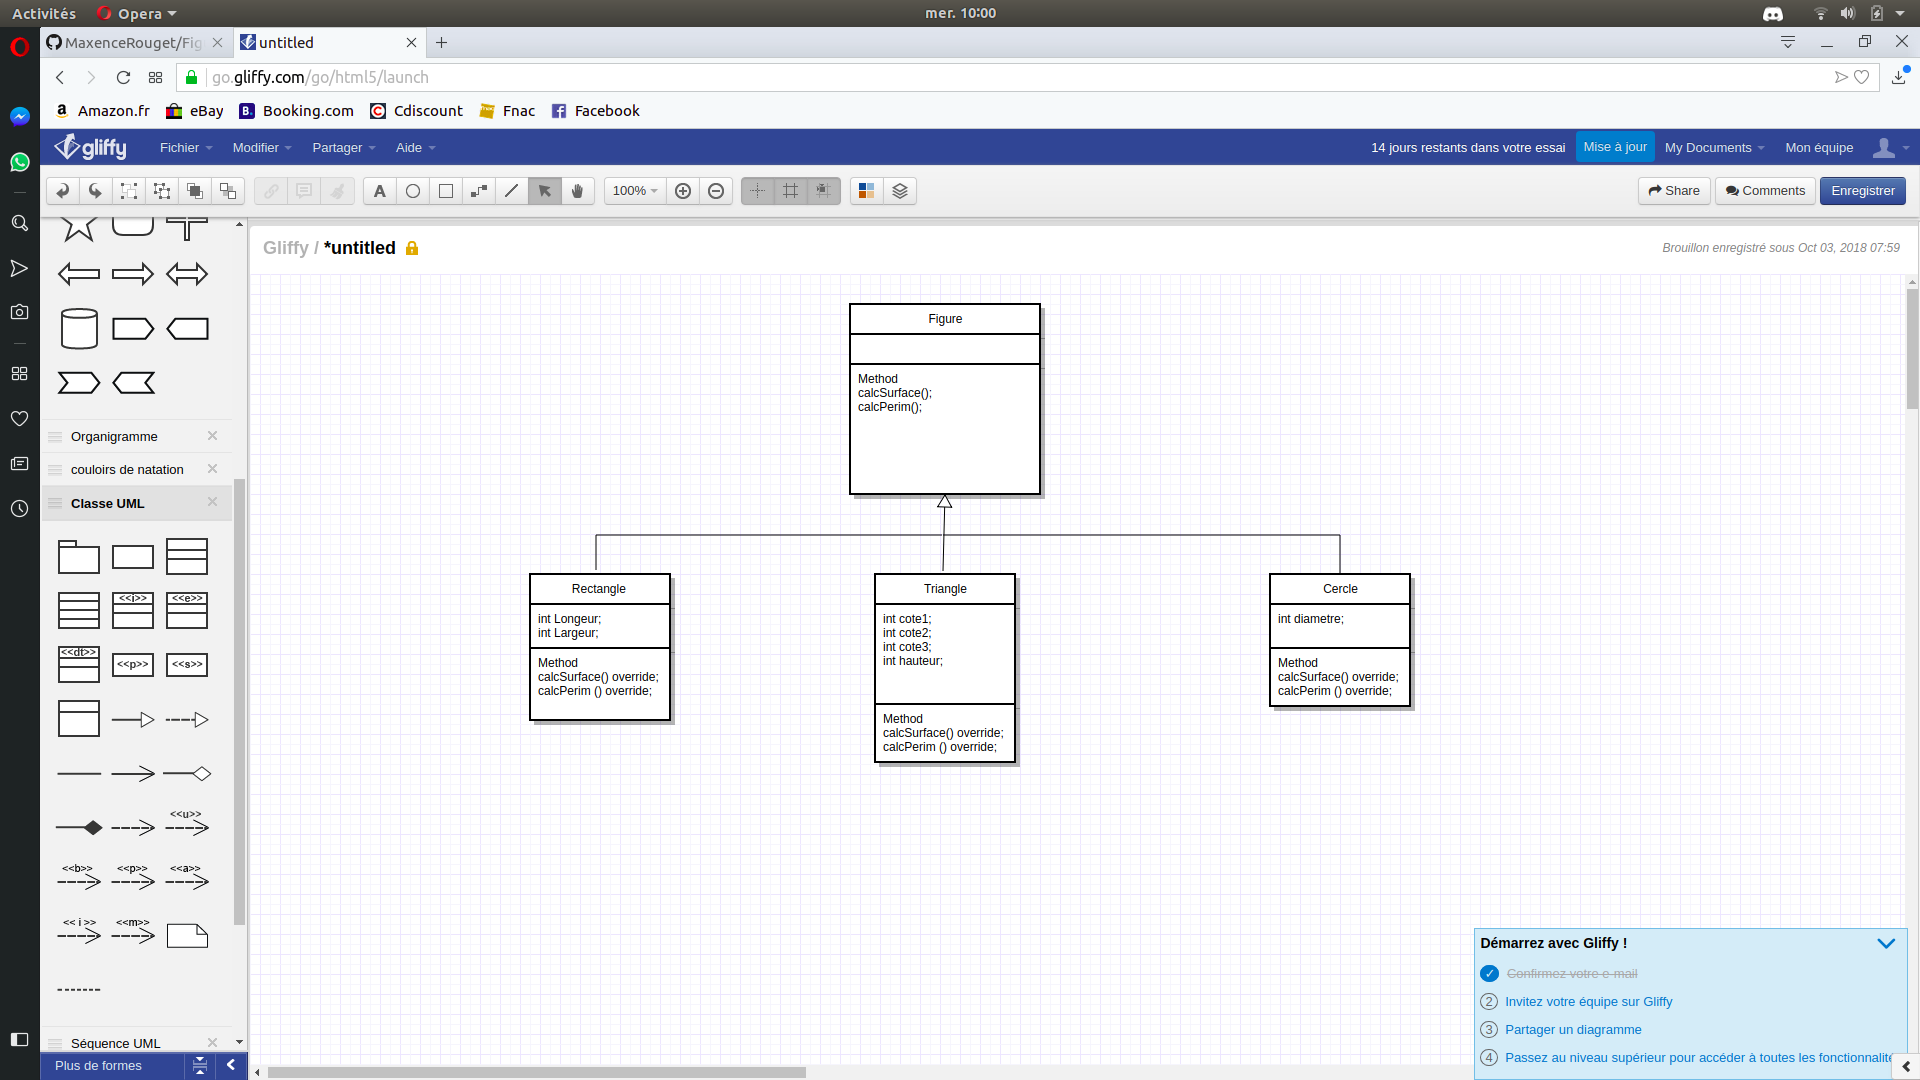 Activités
Opera
mer. 10:00
MaxenceRouget/Fig
untitled
go.gliffy.com/go/html5/launch
Amazon.fr
eBay
Booking.com
Cdiscount
Fnac
Facebook
gliffy
Fichier
Modifier
Partager
Aide
14 jours restants dans votre essai
Mise à jour
My Documents
Mon équipe
100%
Share
Comments
Enregistrer
Gliffy / *untitled
Brouillon enregistré sous Oct 03, 2018 07:59
Organigramme
couloirs de natation
Classe UML
<<i>>
<<e>>
<<dt>>
<<p>>
<<s>>
<<u>>
<<b>>
<<p>>
<<a>>
<< i >>
<<m>>
Séquence UML
Plus de formes
Figure
Method
calcSurface();
calcPerim();
Rectangle
int Longeur;
int Largeur;
Method
calcSurface() override;
calcPerim () override;
Triangle
int cote1;
int cote2;
int cote3;
int hauteur;
Method
calcSurface() override;
calcPerim () override;
Cercle
int diametre;
Method
calcSurface() override;
calcPerim () override;
Démarrez avec Gliffy !
Confirmez votre e-mail
2 Invitez votre équipe sur Gliffy
3 Partager un diagramme
4 Passez au niveau supérieur pour accéder à toutes les fonctionnalité